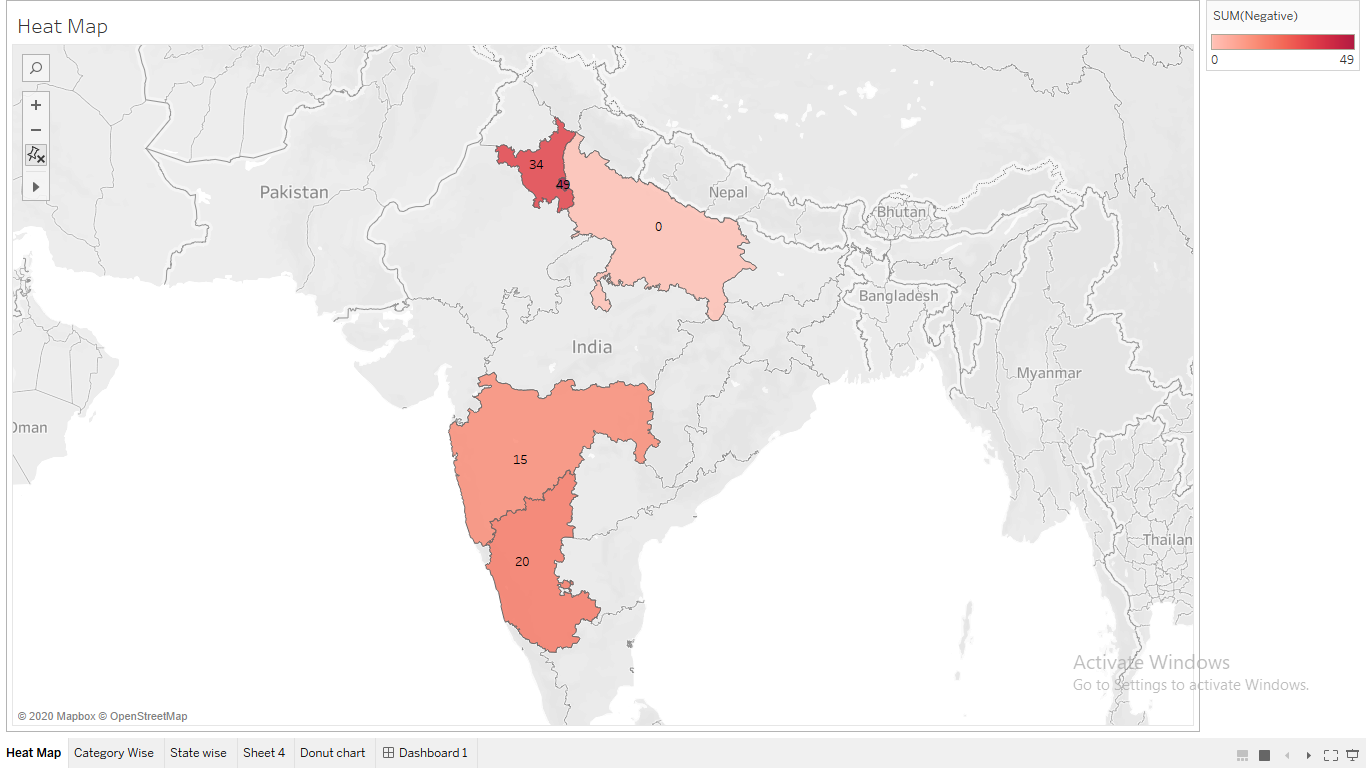 Heat Map
SUM(Negative)
0
49
34
49
0
15
20
Pakistan
Nepal
Bhutan
Bangladesh
India
Myanmar
Oman
Thailan
Activate Windows
Go to Settings to activate Windows.
© 2020 Mapbox © OpenStreetMap
Heat Map
Category Wise
State wise
Sheet 4
Donut chart
Dashboard 1